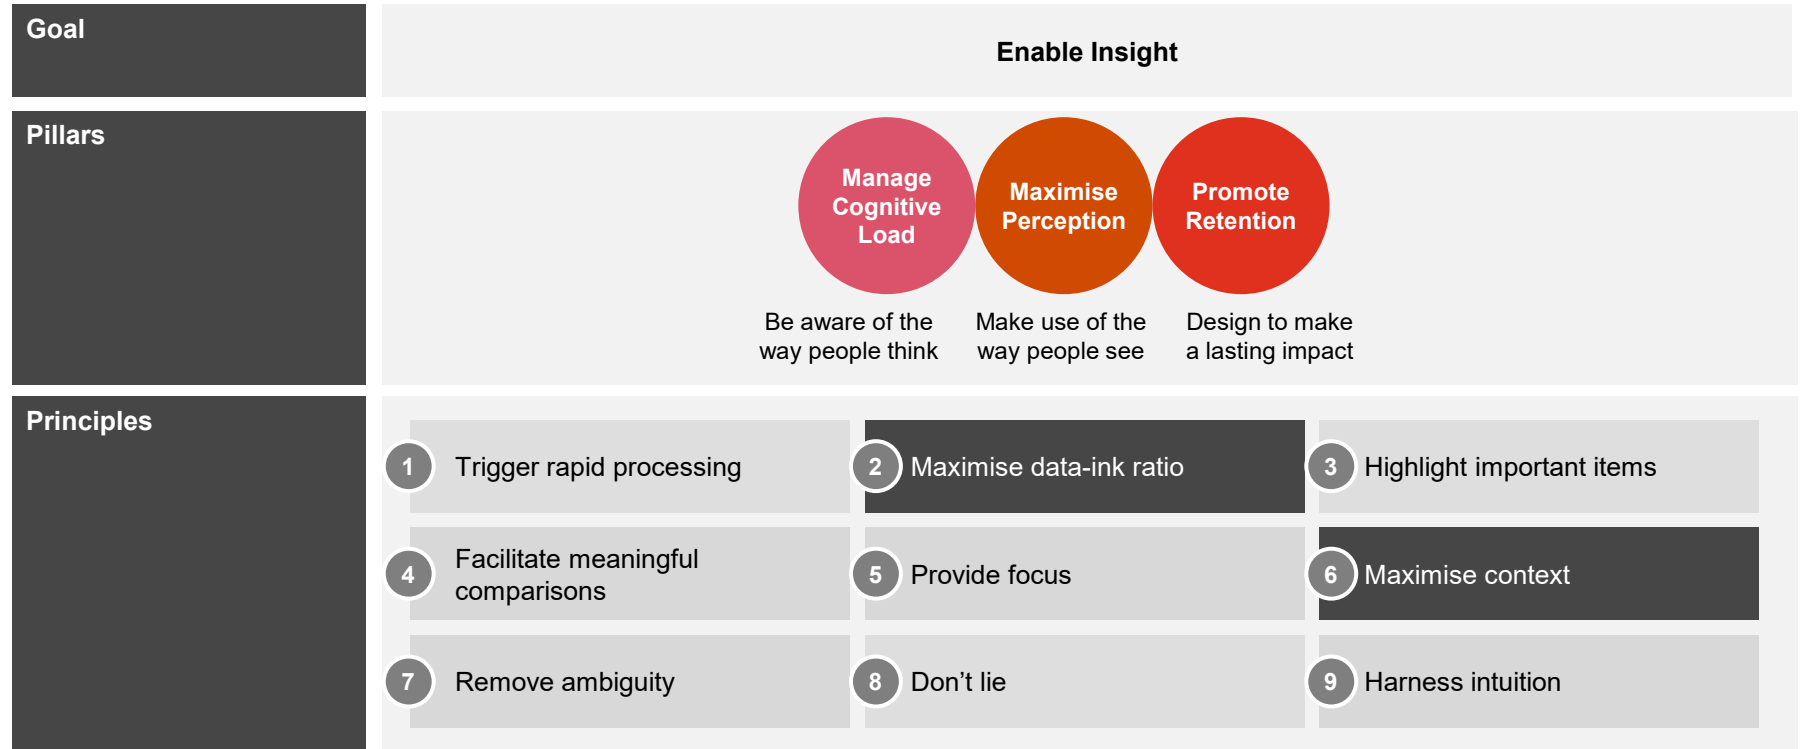 Goal
Enable Insight
Pillars
Manage
Cognitive
Load
Maximise
Perception
Promote
Retention
Be aware of the
way people think
Make use of the
way people see
Design to make
a lasting impact
Principles
1 Trigger rapid processing
2 Maximise data-ink ratio
3 Highlight important items
4 Facilitate meaningful
comparisons
5 Provide focus
6 Maximise context
7 Remove ambiguity
8 Don’t lie
9 Harness intuition